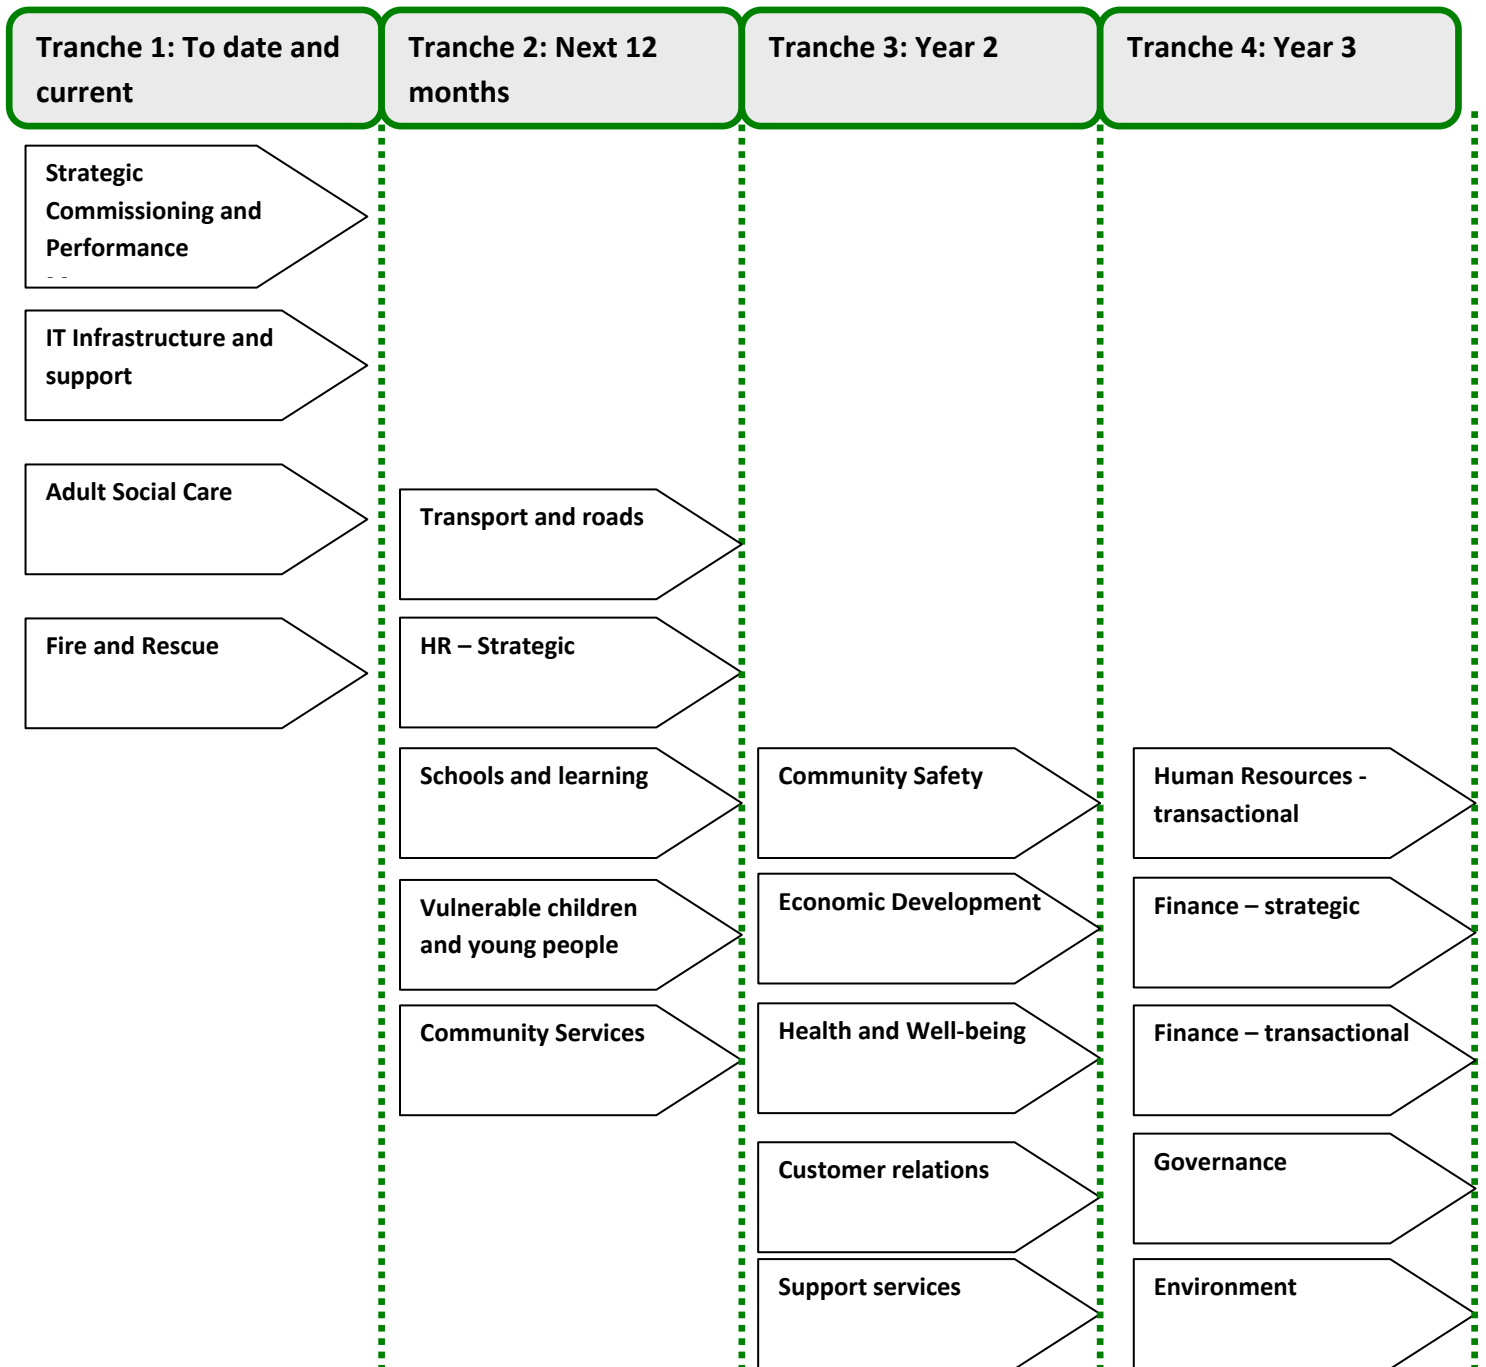 Tranche 1: To date and
current
Tranche 2: Next 12
months
Tranche 3: Year 2
Tranche 4: Year 3
Strategic
Commissioning and
Performance
IT Infrastructure and
support
Adult Social Care
Fire and Rescue
Transport and roads
HR – Strategic
Schools and learning
Vulnerable children
and young people
Community Services
Community Safety
Economic Development
Health and Well-being
Customer relations
Support services
Human Resources -
transactional
Finance – strategic
Finance – transactional
Governance
Environment